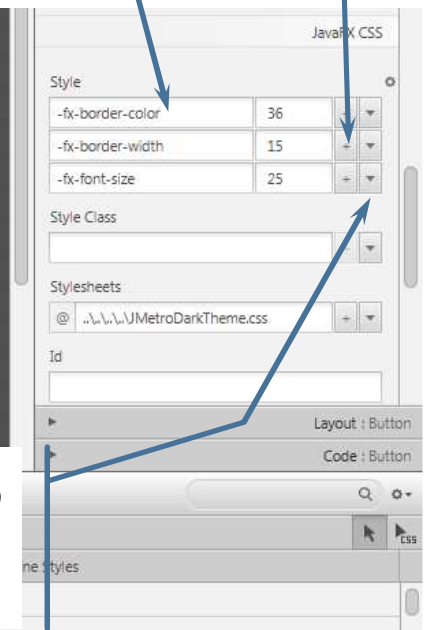 JavaFX CSS
Style
-fx-border-color 36
-fx-border-width 15
-fx-font-size 25
Style Class
Stylesheets
@ ..\..\..\..\JMetroDarkTheme.css
Id
Layout : Button
Code : Button
CSS
ne Styles